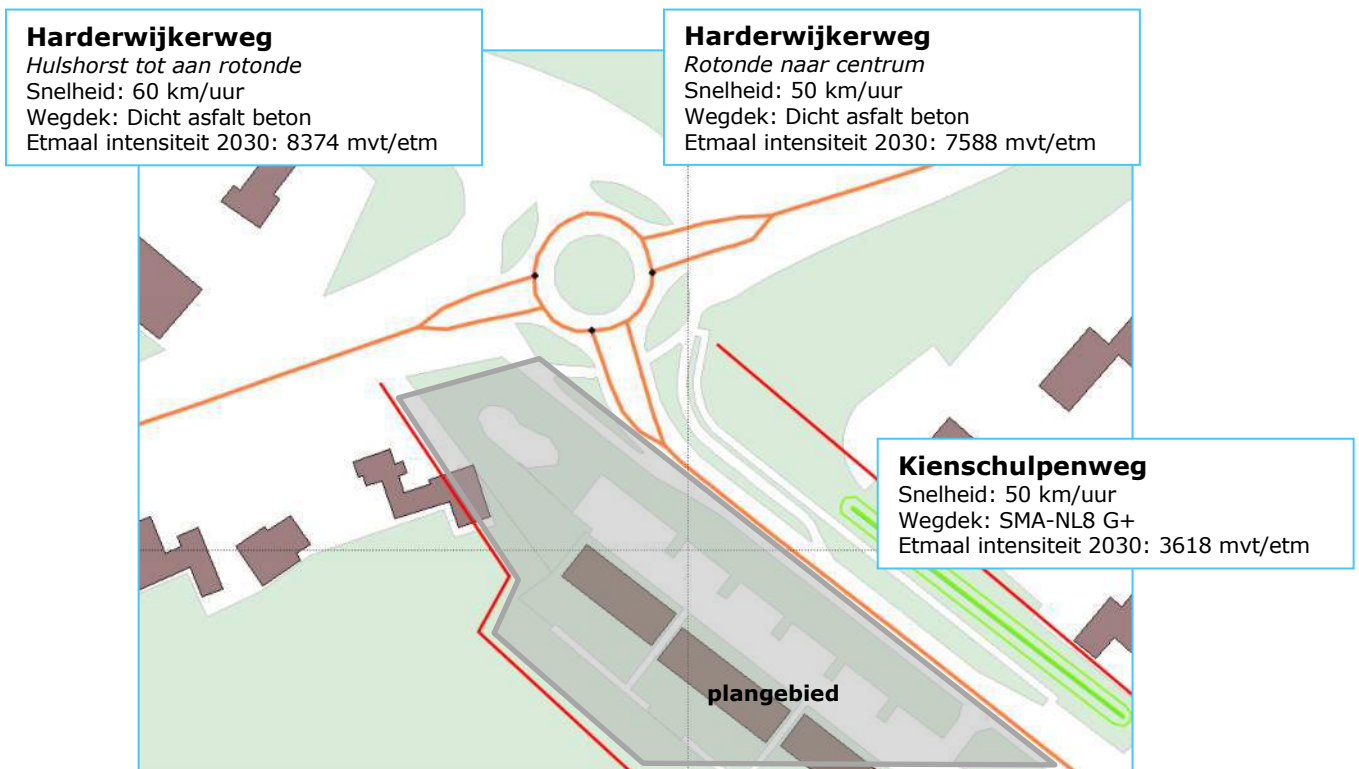 Harderwijkerweg
Hulshorst tot aan rotonde
Snelheid: 60 km/uur
Wegdek: Dicht asfalt beton
Etmaal intensiteit 2030: 8374 mvt/etm
Harderwijkerweg
Rotonde naar centrum
Snelheid: 50 km/uur
Wegdek: Dicht asfalt beton
Etmaal intensiteit 2030: 7588 mvt/etm
Kienschulpenweg
Snelheid: 50 km/uur
Wegdek: SMA-NL8 G+
Etmaal intensiteit 2030: 3618 mvt/etm
plangebied